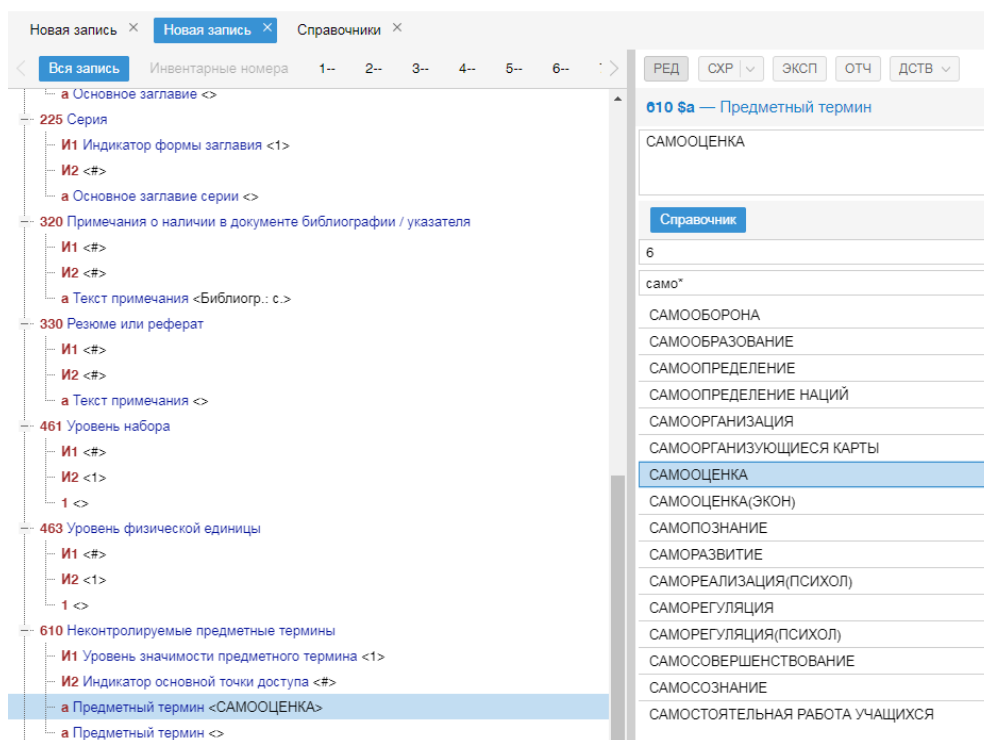 Новая запись × Новая запись × Справочники ×
Вся запись Инвентарные номера 1-- 2-- 3-- 4-- 5-- 6--
а Основное заглавие <>
225 Серия
И1 Индикатор формы заглавия <1>
И2 <#>
а Основное заглавие серии <>
320 Примечания о наличии в документе библиографии / указателя
И1 <#>
И2 <#>
а Текст примечания <Библиогр.: с.>
330 Резюме или реферат
И1 <#>
И2 <#>
а Текст примечания <>
461 Уровень набора
И1 <#>
И2 <1>
1 <>
463 Уровень физической единицы
И1 <#>
И2 <1>
1 <>
610 Неконтролируемые предметные термины
И1 Уровень значимости предметного термина <1>
И2 Индикатор основной точки доступа <#>
а Предметный термин <САМООЦЕНКА>
а Предметный термин <>
РЕД СХР ЭКСП ОТЧ ДСТВ
610 $a — Предметный термин
САМООЦЕНКА
Справочник
6
само*
САМООБОРОНА
САМООБРАЗОВАНИЕ
САМООПРЕДЕЛЕНИЕ
САМООПРЕДЕЛЕНИЕ НАЦИЙ
САМООРГАНИЗАЦИЯ
САМООРГАНИЗУЮЩИЕСЯ КАРТЫ
САМООЦЕНКА
САМООЦЕНКА(ЭКОН)
САМОПОЗНАНИЕ
САМОРАЗВИТИЕ
САМОРЕАЛИЗАЦИЯ(ПСИХОЛ)
САМОРЕГУЛЯЦИЯ
САМОРЕГУЛЯЦИЯ(ПСИХОЛ)
САМОСОВЕРШЕНСТВОВАНИЕ
САМОСОЗНАНИЕ
САМОСТОЯТЕЛЬНАЯ РАБОТА УЧАЩИХСЯ